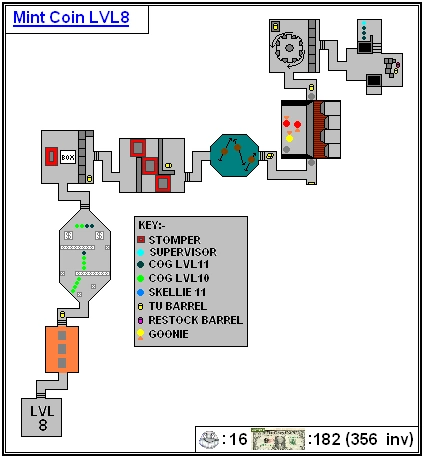 Mint Coin LVL8
BOX
KEY:-
STOMPER
SUPERVISOR
COG LVL11
COG LVL10
SKELLIE 11
TU BARREL
RESTOCK BARREL
GOONIE
LVL
8
:16 :182 (356 inv)